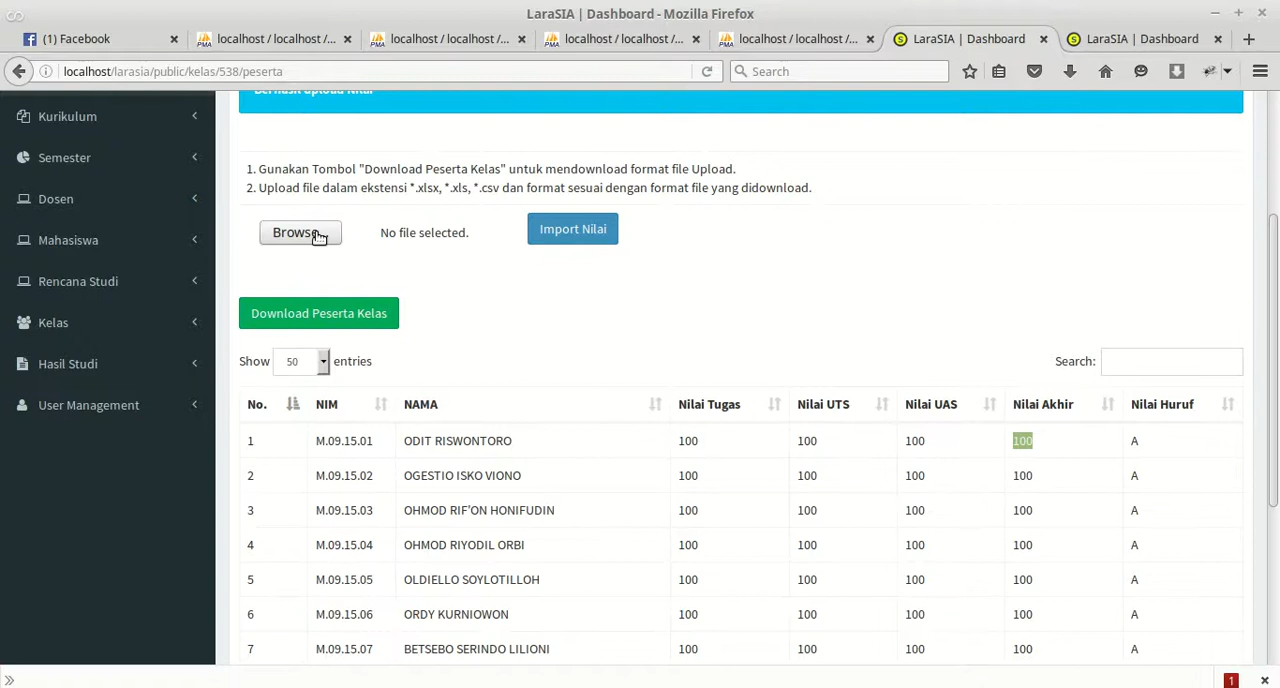 LaraSIA | Dashboard - Mozilla Firefox
(1) Facebook
localhost / localhost /...
localhost / localhost /...
localhost / localhost /...
localhost / localhost /...
LaraSIA | Dashboard
LaraSIA | Dashboard
localhost/larasia/public/kelas/538/peserta
Search
Berhasil upload Nilai
Kurikulum
Semester
Dosen
Mahasiswa
Rencana Studi
Kelas
Hasil Studi
User Management
1. Gunakan Tombol "Download Peserta Kelas" untuk mendownload format file Upload.
2. Upload file dalam ekstensi *.xlsx, *.xls, *.csv dan format sesuai dengan format file yang didownload.
Browse... No file selected. Import Nilai
Download Peserta Kelas
Show 50 entries Search:
No. NIM NAMA Nilai Tugas Nilai UTS Nilai UAS Nilai Akhir Nilai Huruf
1 M.09.15.01 ODIT RISWONTORO 100 100 100 100 A
2 M.09.15.02 OGESTIO ISKO VIONO 100 100 100 100 A
3 M.09.15.03 OHMOD RIF'ON HONIFUDIN 100 100 100 100 A
4 M.09.15.04 OHMOD RIYODIL ORBI 100 100 100 100 A
5 M.09.15.05 OLDIELLO SOYLOTILLOH 100 100 100 100 A
6 M.09.15.06 ORDY KURNIOWON 100 100 100 100 A
7 M.09.15.07 BETSEBO SERINDO LILIONI 100 100 100 100 A
1